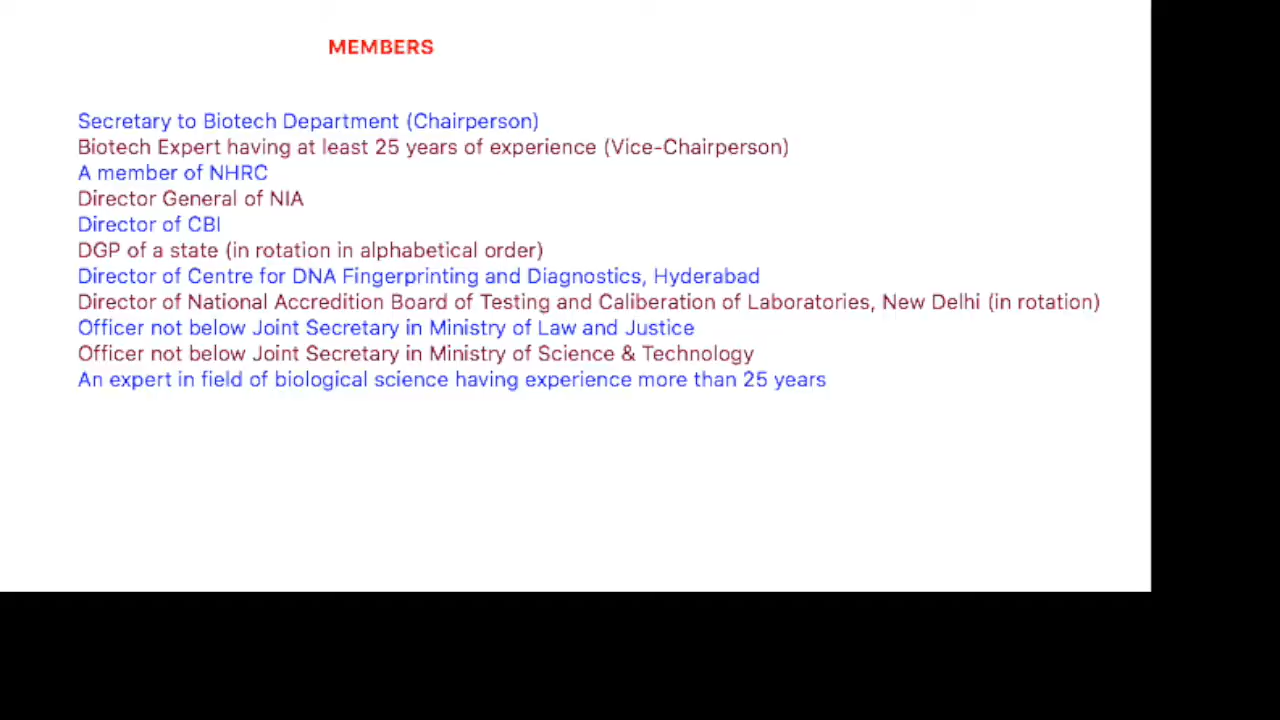 MEMBERS
Secretary to Biotech Department (Chairperson)
Biotech Expert having at least 25 years of experience (Vice-Chairperson)
A member of NHRC
Director General of NIA
Director of CBI
DGP of a state (in rotation in alphabetical order)
Director of Centre for DNA Fingerprinting and Diagnostics, Hyderabad
Director of National Accredition Board of Testing and Caliberation of Laboratories, New Delhi (in rotation)
Officer not below Joint Secretary in Ministry of Law and Justice
Officer not below Joint Secretary in Ministry of Science & Technology
An expert in field of biological science having experience more than 25 years